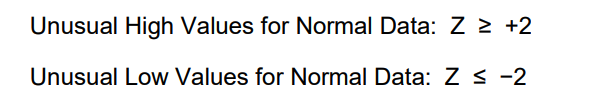 Unusual High Values for Normal Data: Z ≥ +2
Unusual Low Values for Normal Data: Z ≤ −2